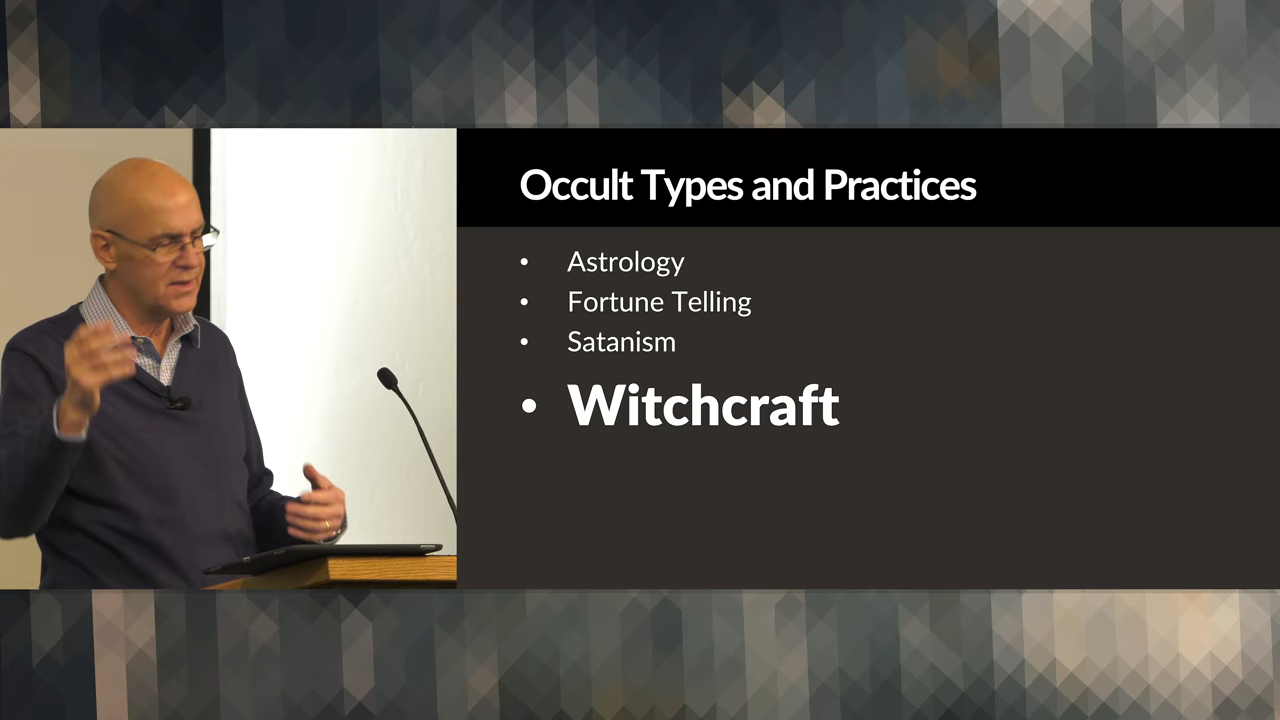 Occult Types and Practices
• Astrology
• Fortune Telling
• Satanism
• Witchcraft